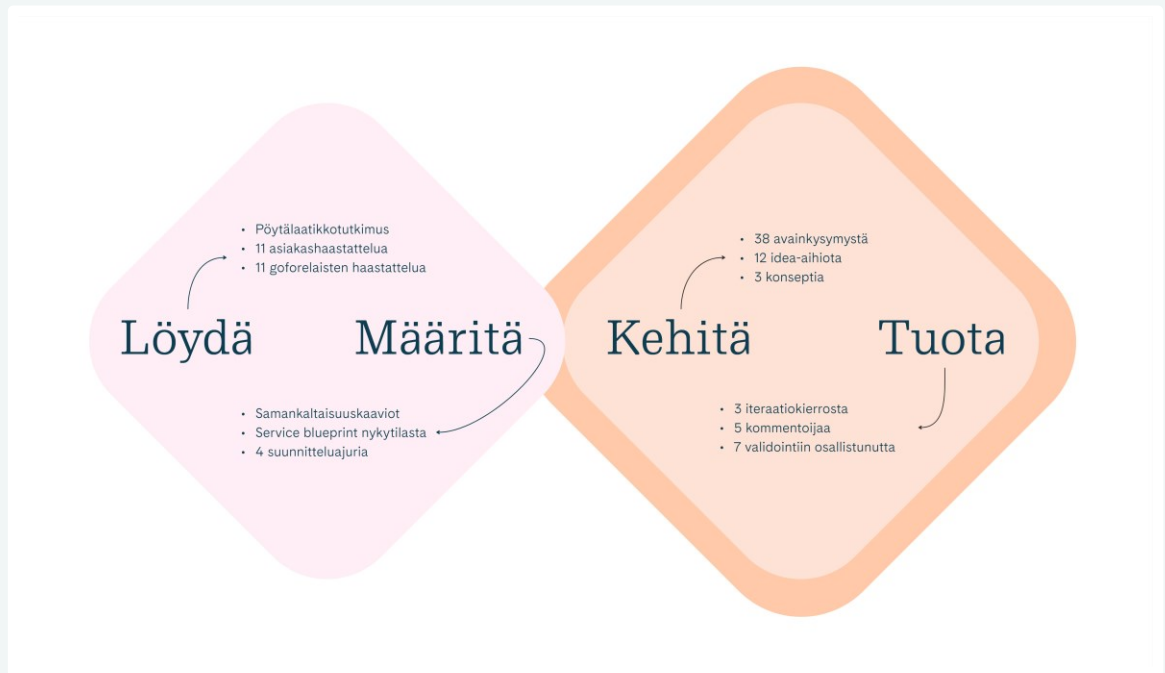 Löydä
• Pöytälaatikkotutkimus
• 11 asiakashaastattelua
• 11 goforelaisten haastattelua
Määritä
• Samankaltaisuuskaaviot
• Service blueprint nykytilasta
• 4 suunnitteluajuria
Kehitä
• 38 avainkysymystä
• 12 idea-aihiota
• 3 konseptia
Tuota
• 3 iteraatiokierrosta
• 5 kommentoijaa
• 7 validointiin osallistunutta